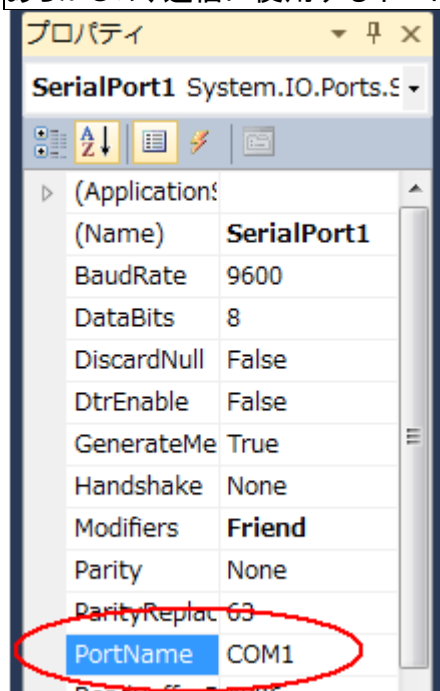 プロパティ
SerialPort1 System.IO.Ports.S
(Applications
(Name) SerialPort1
BaudRate 9600
DataBits 8
DiscardNull False
DtrEnable False
GenerateMe True
Handshake None
Modifiers Friend
Parity None
ParityReplac 63
PortName COM1